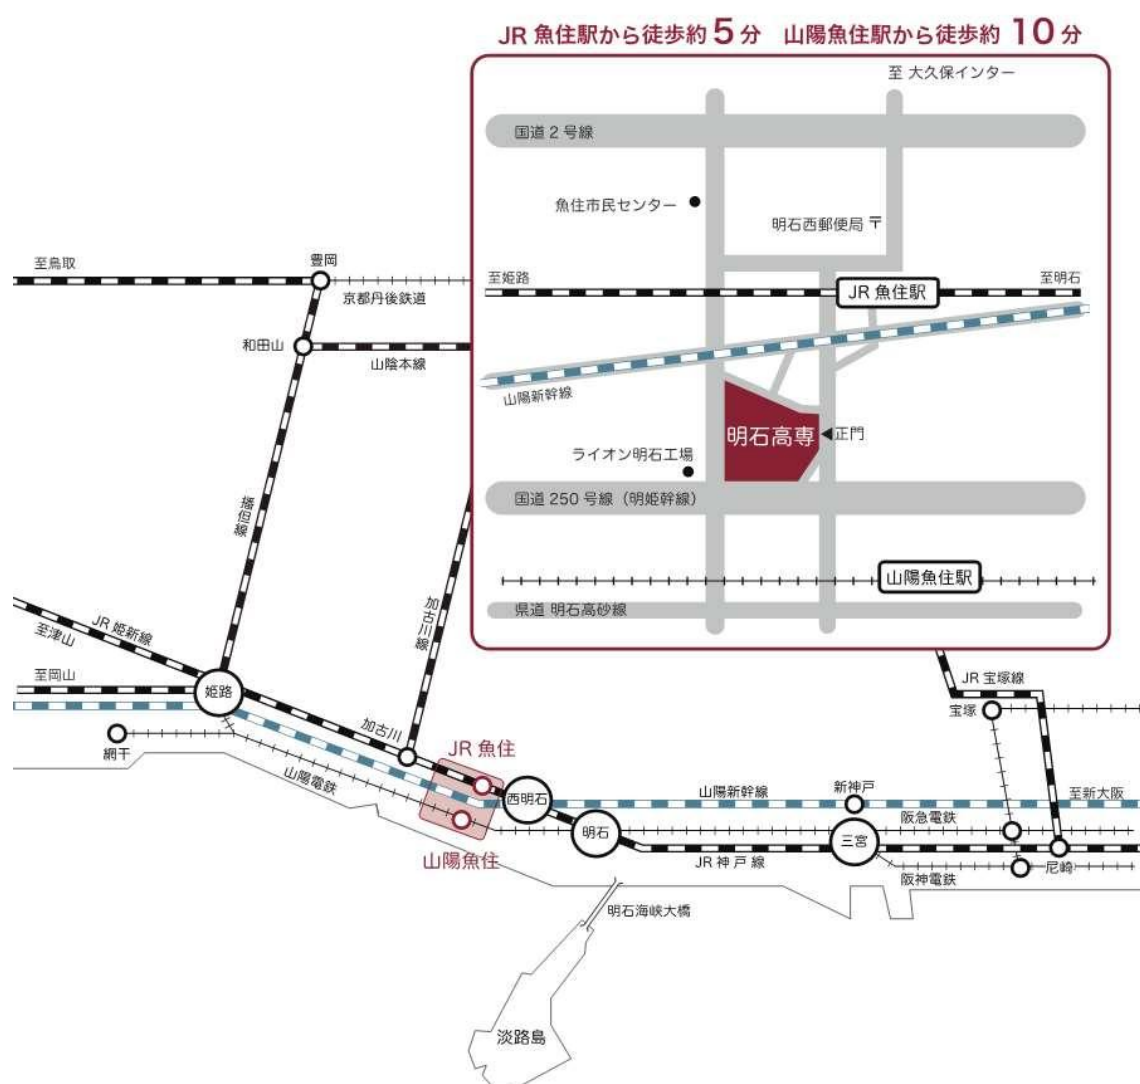 JR 魚住駅から徒歩約 5 分 山陽魚住駅から徒歩約 10 分
至 大久保インター
国道 2 号線
魚住市民センター
明石西郵便局 〒
至姫路
JR 魚住駅
至明石
山陽新幹線
明石高専
正門
ライオン明石工場
国道 250 号線（明姫幹線）
山陽魚住駅
県道 明石高砂線
至鳥取
豊岡
京都丹後鉄道
和田山
山陰本線
播但線
加古川線
JR 姫新線
至津山
至岡山
姫路
網干
山陽電鉄
加古川
JR 魚住
山陽魚住
西明石
明石
山陽新幹線
新神戸
至新大阪
阪急電鉄
三宮
JR 神戸線
阪神電鉄
尼崎
JR 宝塚線
宝塚
明石海峡大橋
淡路島